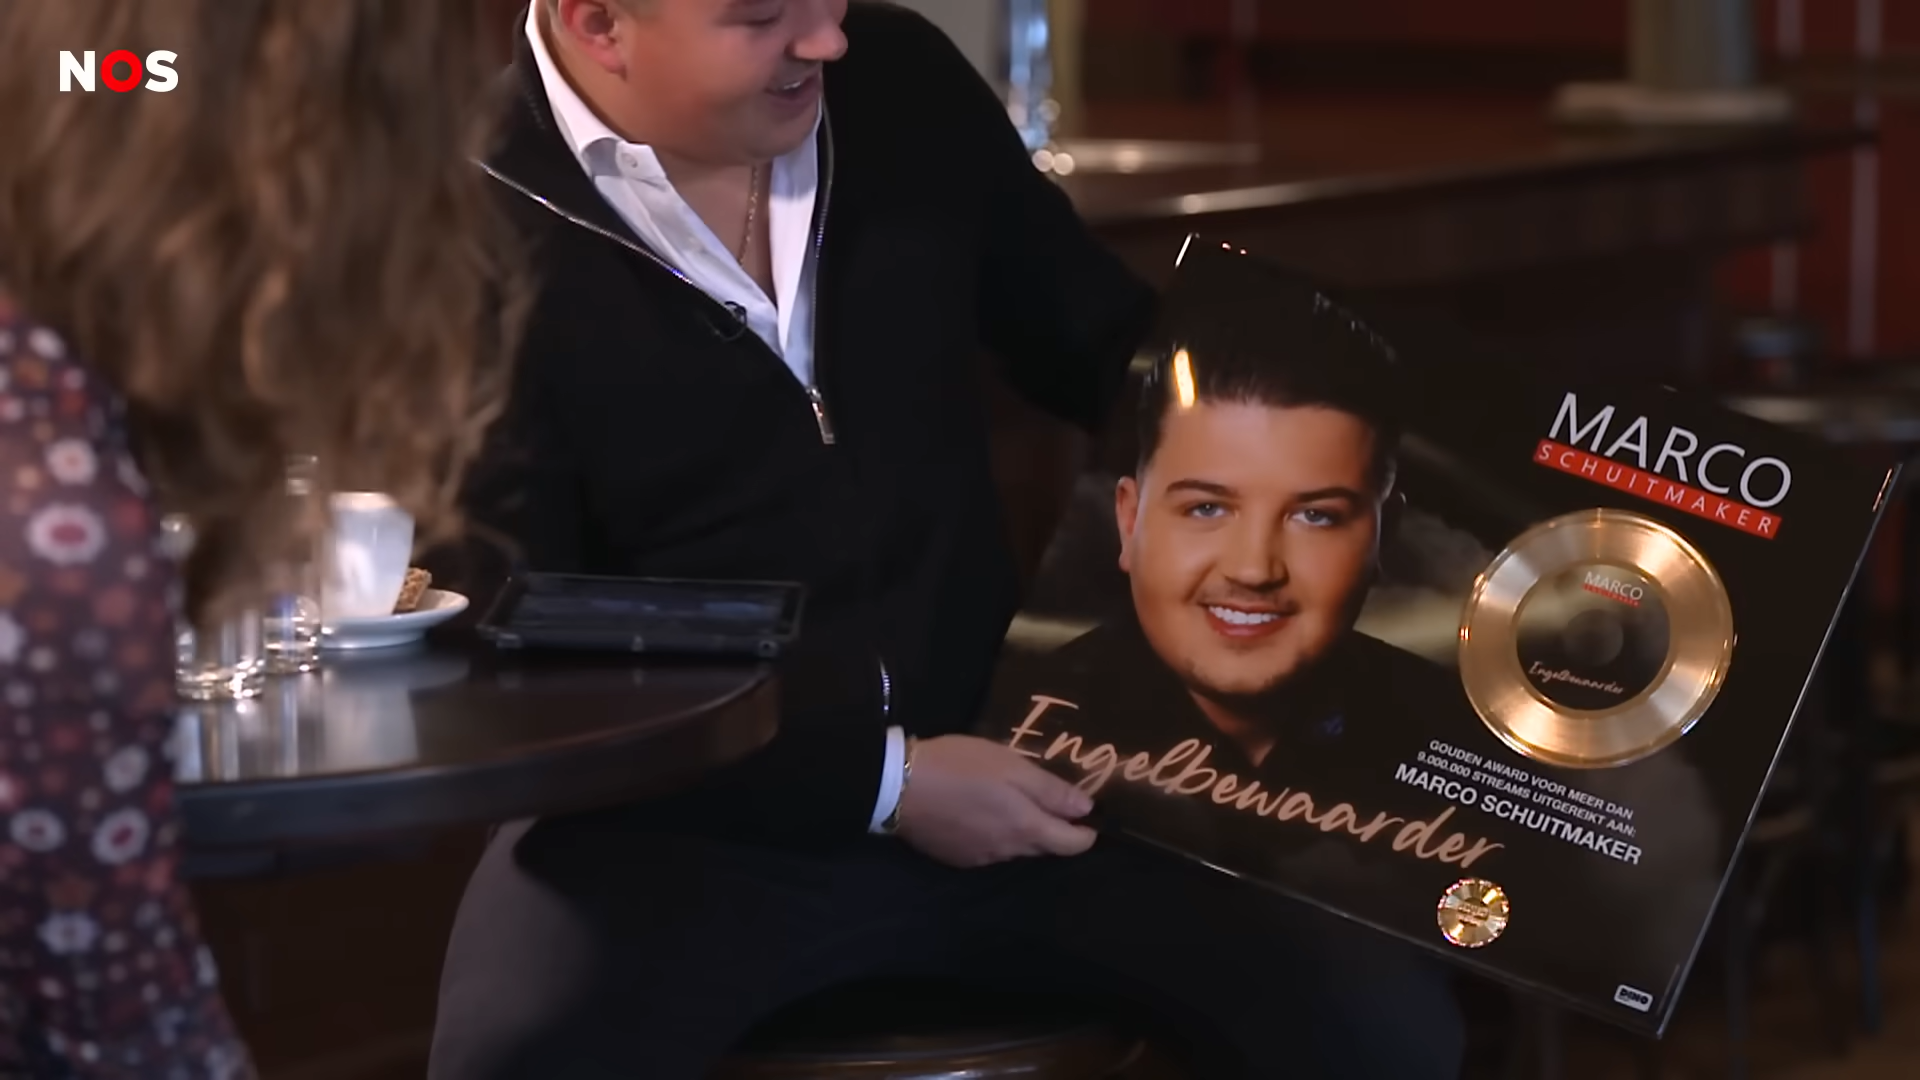 NOS
MARCO
SCHUITMAKER
MARCO
Engelbewaarder
Engelbewaarder
GOUDEN AWARD VOOR MEER DAN
9.000.000 STREAMS UITGEREIKT AAN:
MARCO SCHUITMAKER
DINO